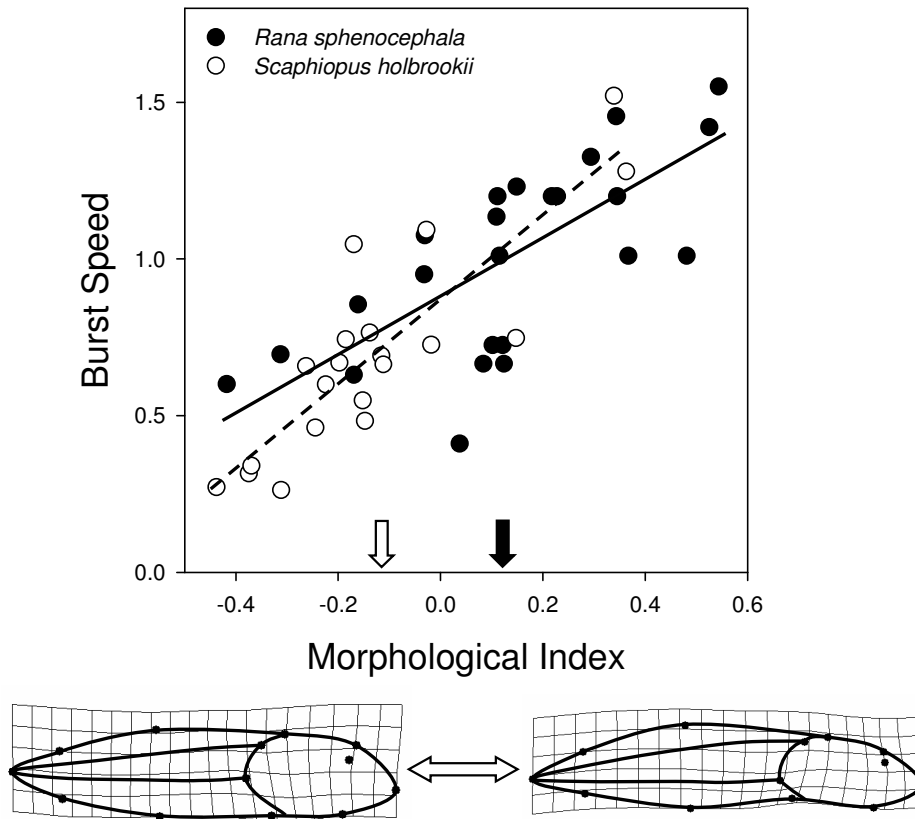 Rana sphenocephala
Scaphiopus holbrookii
Burst Speed
1.5
1.0
0.5
0.0
-0.4 -0.2 0.0 0.2 0.4 0.6
Morphological Index